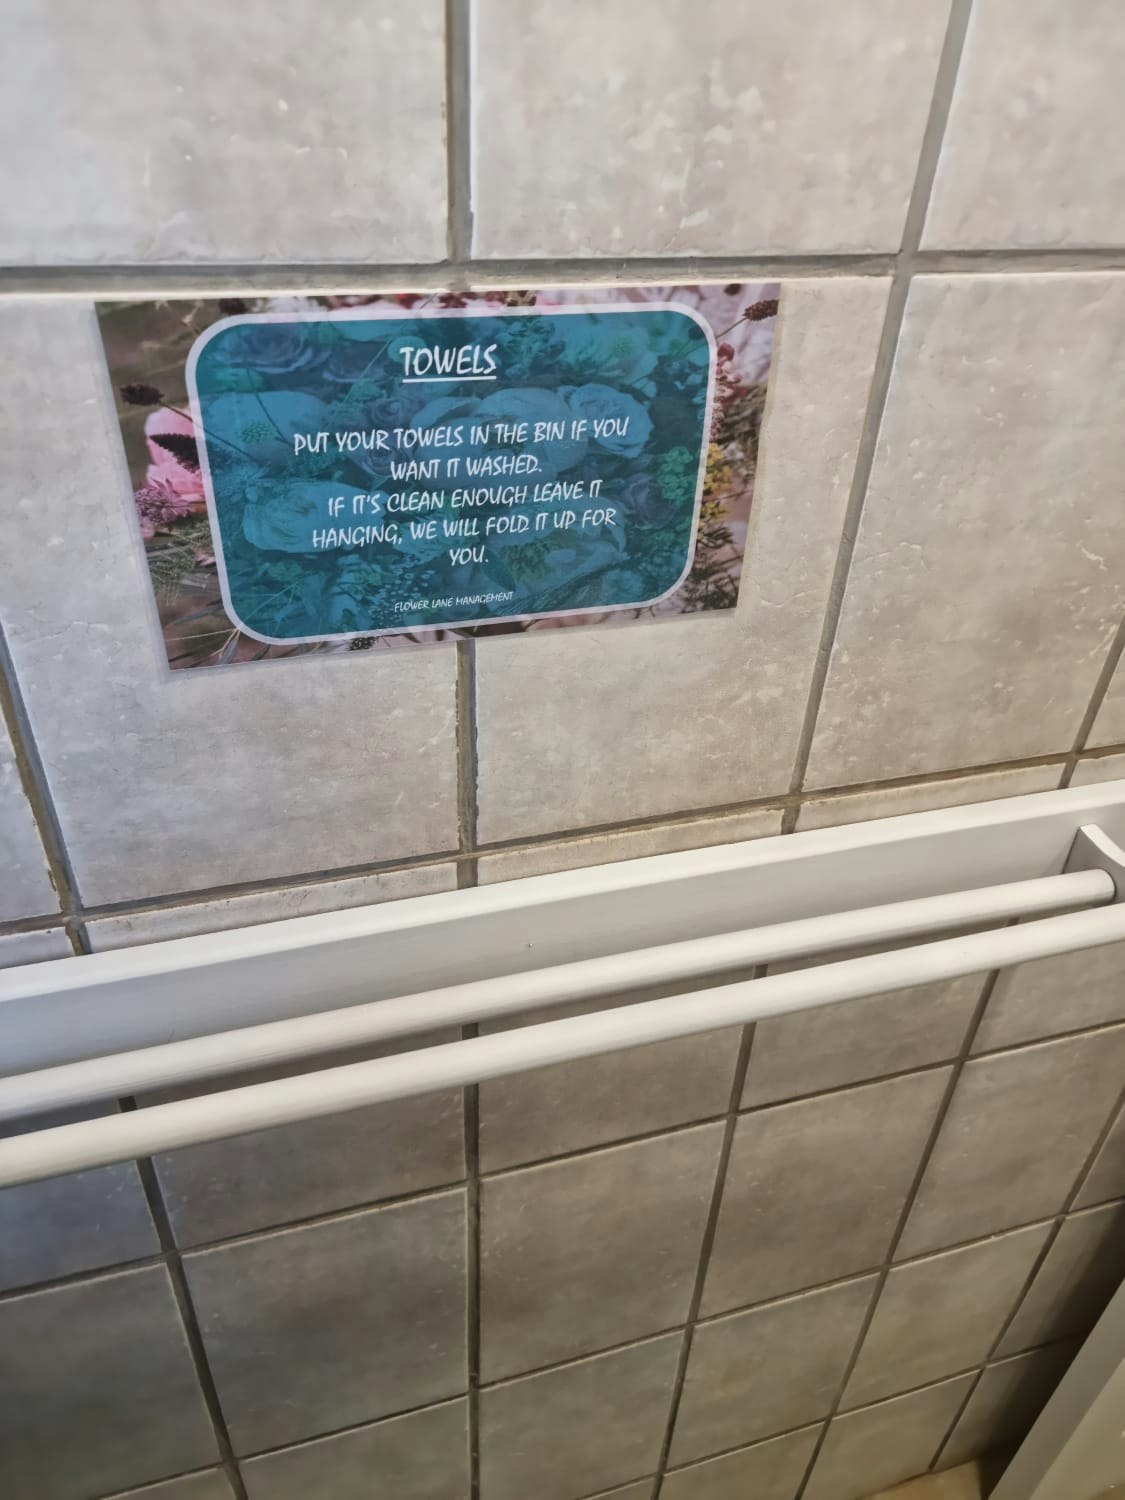 TOWELS
PUT YOUR TOWELS IN THE BIN IF YOU
WANT IT WASHED.
IF IT'S CLEAN ENOUGH LEAVE IT
HANGING, WE WILL FOLD IT UP FOR
YOU.
FLOWER LANE MANAGEMENT